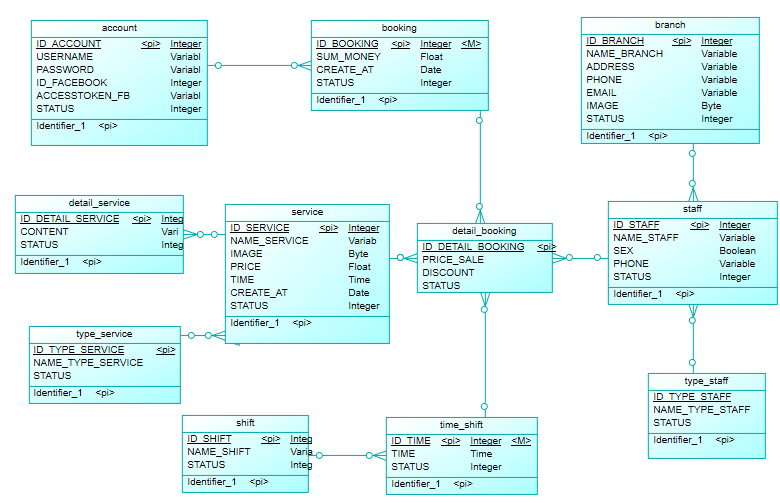 account
ID_ACCOUNT <pi> Integer
USERNAME Variabl
PASSWORD Variabl
ID_FACEBOOK Integer
ACCESSTOKEN_FB Variabl
STATUS Integer
Identifier_1 <pi>
booking
ID_BOOKING <pi> Integer <M>
SUM_MONEY Float
CREATE_AT Date
STATUS Integer
Identifier_1 <pi>
branch
ID_BRANCH <pi> Integer
NAME_BRANCH Variable
ADDRESS Variable
PHONE Variable
EMAIL Variable
IMAGE Byte
STATUS Integer
Identifier_1 <pi>
detail_service
ID_DETAIL_SERVICE <pi> Integ
CONTENT Vari
STATUS Integ
Identifier_1 <pi>
service
ID_SERVICE <pi> Integer
NAME_SERVICE Variab
IMAGE Byte
PRICE Float
TIME Time
CREATE_AT Date
STATUS Integer
Identifier_1 <pi>
detail_booking
ID_DETAIL_BOOKING <pi>
PRICE_SALE
DISCOUNT
STATUS
staff
ID_STAFF <pi> Integer
NAME_STAFF Variable
SEX Boolean
PHONE Variable
STATUS Integer
Identifier_1 <pi>
type_service
ID_TYPE_SERVICE <pi>
NAME_TYPE_SERVICE
STATUS
Identifier_1 <pi>
type_staff
ID_TYPE_STAFF
NAME_TYPE_STAFF
STATUS
Identifier_1 <pi>
shift
ID_SHIFT <pi> Integ
NAME_SHIFT Varia
STATUS Integ
Identifier_1 <pi>
time_shift
ID_TIME <pi> Integer <M>
TIME Time
STATUS Integer
Identifier_1 <pi>